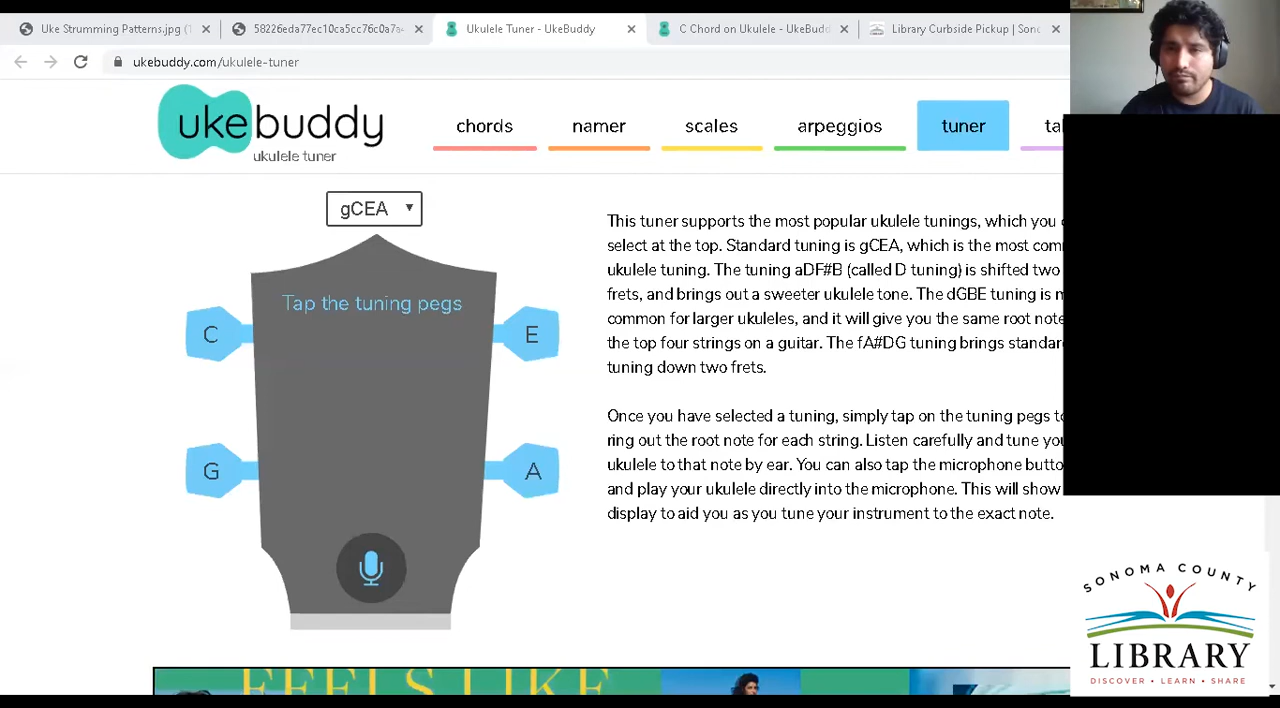 Uke Strumming Patterns.jpg (
58226eda77ec10ca5cc76c0a7a
Ukulele Tuner - UkeBuddy
C Chord on Ukulele - UkeBudd
Library Curbside Pickup | Sono
ukebuddy.com/ukulele-tuner
ukebuddy
ukulele tuner
chords
namer
scales
arpeggios
tuner
ta
gCEA
Tap the tuning pegs
C
E
G
A
This tuner supports the most popular ukulele tunings, which you
select at the top. Standard tuning is gCEA, which is the most com
ukulele tuning. The tuning aDF#B (called D tuning) is shifted two
frets, and brings out a sweeter ukulele tone. The dGBE tuning is
common for larger ukuleles, and it will give you the same root note
the top four strings on a guitar. The fA#DG tuning brings standar
tuning down two frets.
Once you have selected a tuning, simply tap on the tuning pegs to
ring out the root note for each string. Listen carefully and tune you
ukulele to that note by ear. You can also tap the microphone butto
and play your ukulele directly into the microphone. This will show
display to aid you as you tune your instrument to the exact note.
FEELS LIKE
SONOMA COUNTY
LIBRARY
DISCOVER • LEARN • SHARE